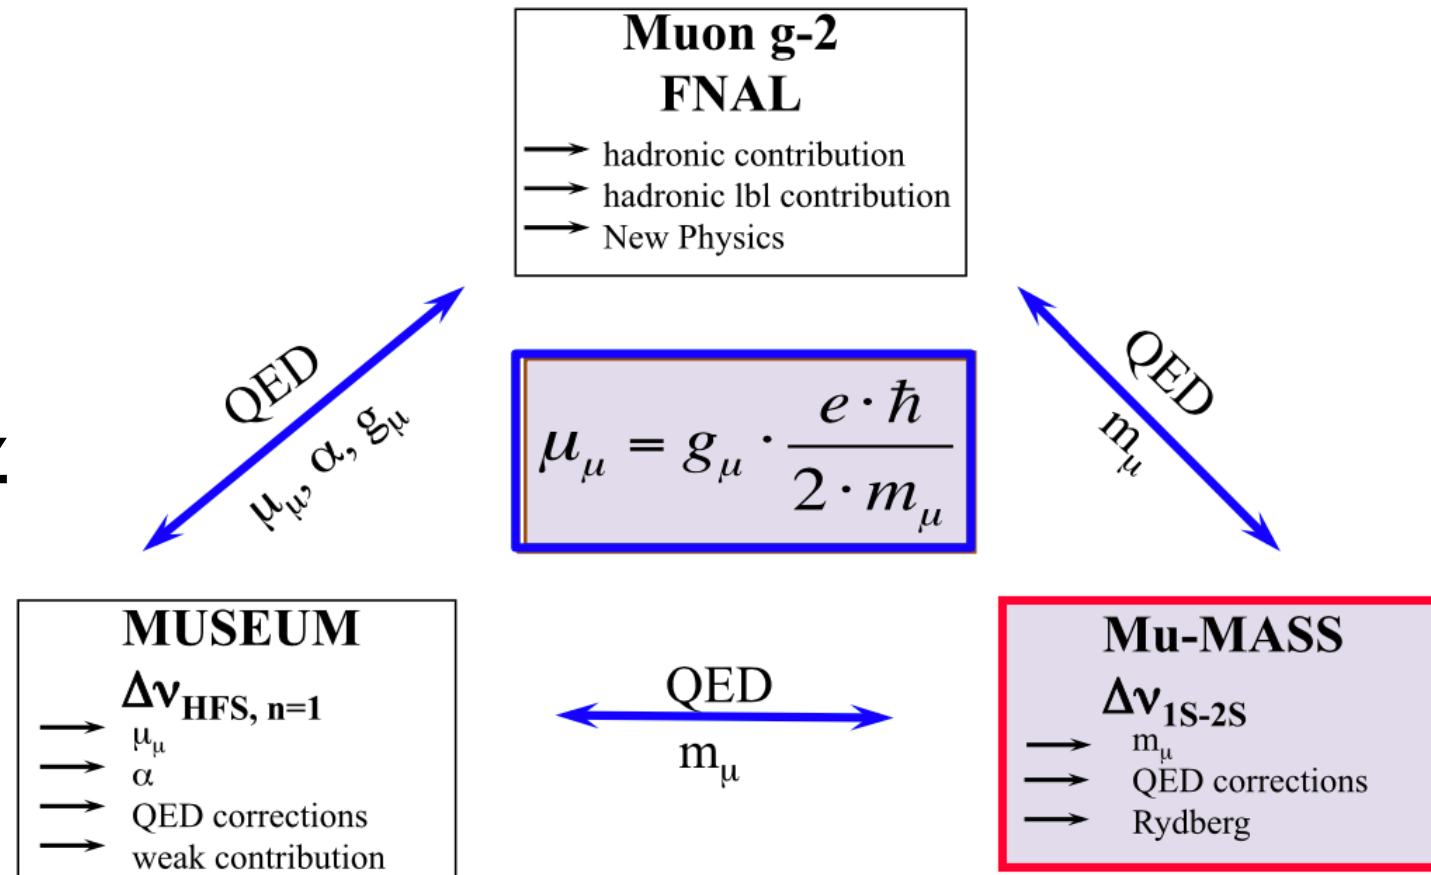 Muon g-2
FNAL
→ hadronic contribution
→ hadronic lbl contribution
→ New Physics
QED
μμ, α, gμ
QED
mμ
μμ = gμ · e · ħ / 2 · mμ
MUSEUM
ΔνHFS, n=1
→ μμ
→ α
→ QED corrections
→ weak contribution
QED
mμ
Mu-MASS
Δν1S-2S
→ mμ
→ QED corrections
→ Rydberg